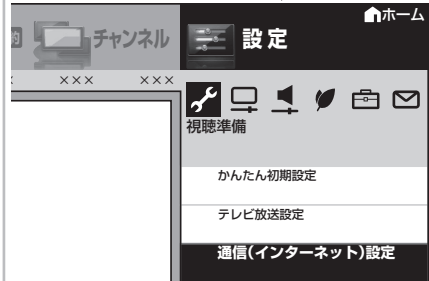 ホーム
チャンネル
設定
××× ×××
視聴準備
かんたん初期設定
テレビ放送設定
通信(インターネット)設定